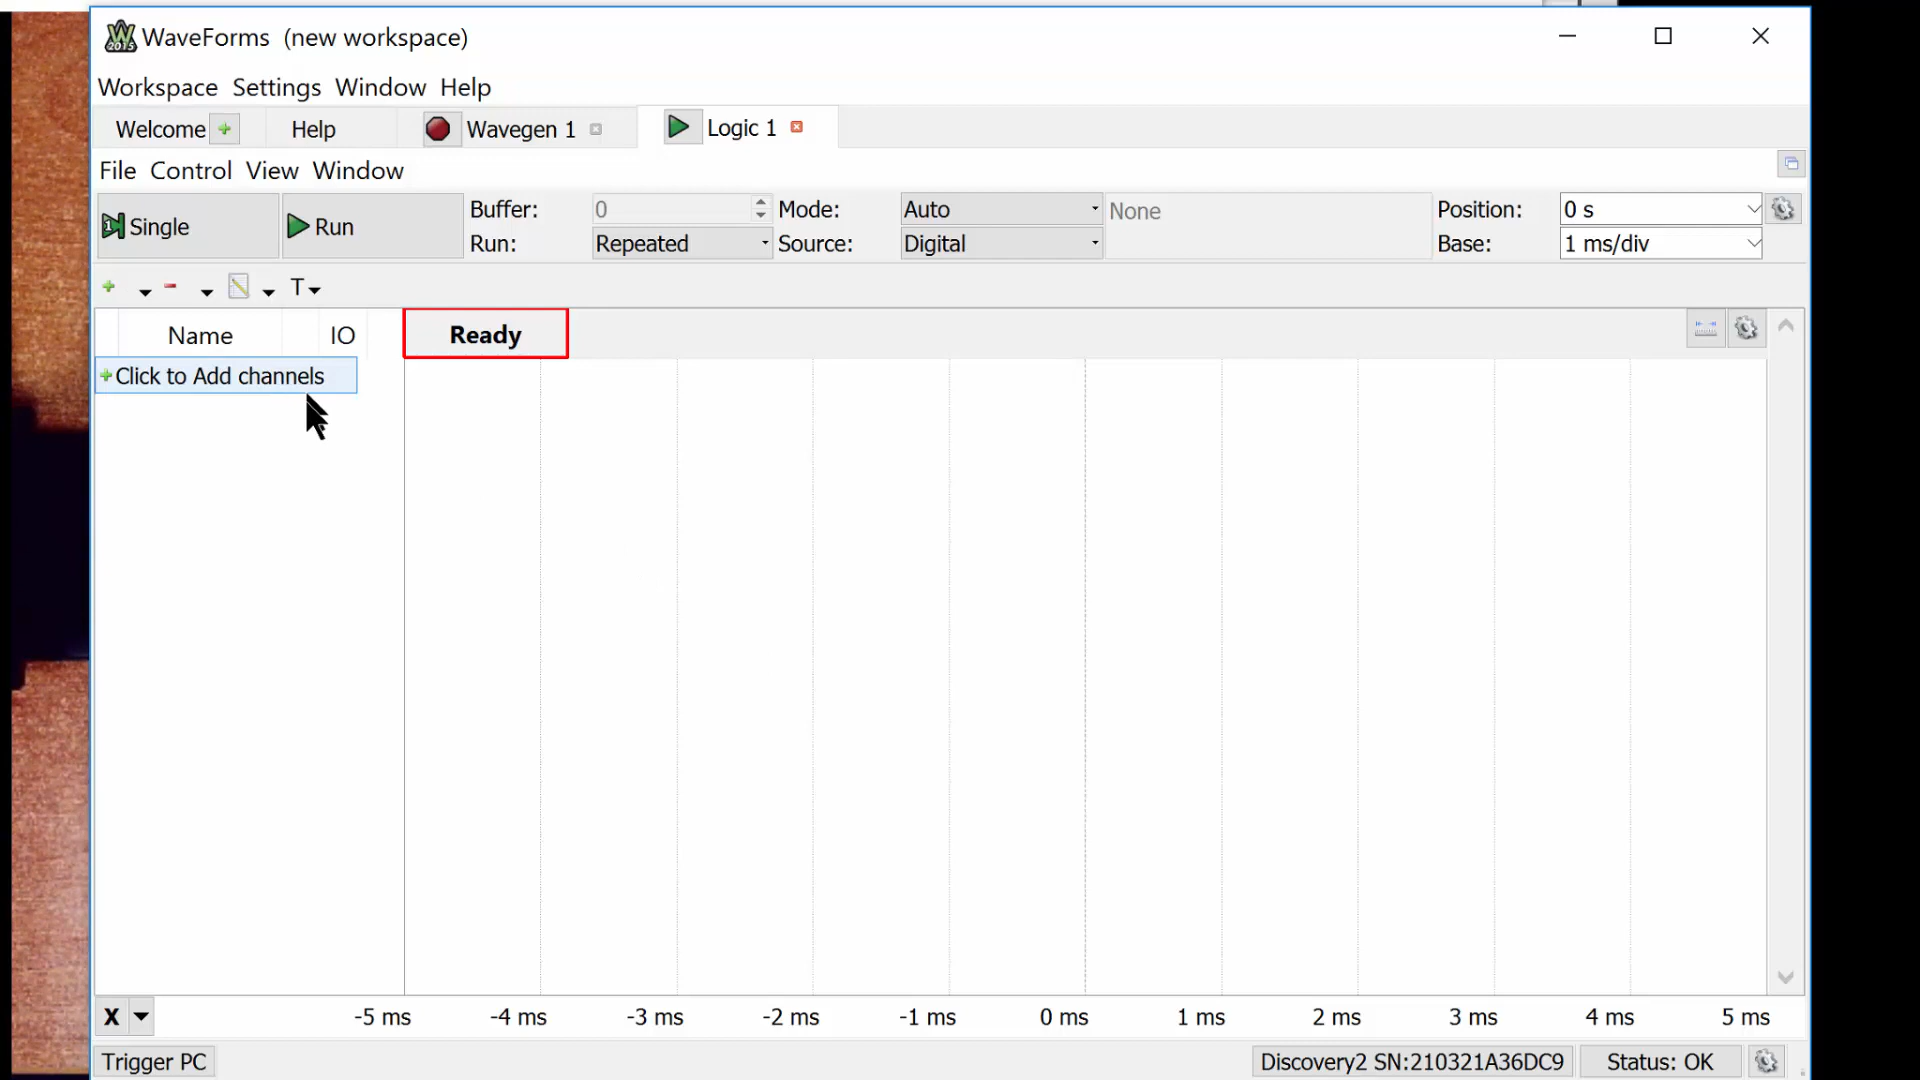 WaveForms (new workspace)
Workspace Settings Window Help
Welcome Help Wavegen 1 Logic 1
File Control View Window
Single Run Buffer: 0 Mode: Auto None Position: 0 s
Run: Repeated Source: Digital Base: 1 ms/div
T
Name IO Ready
Click to Add channels
X -5 ms -4 ms -3 ms -2 ms -1 ms 0 ms 1 ms 2 ms 3 ms 4 ms 5 ms
Trigger PC Discovery2 SN:210321A36DC9 Status: OK